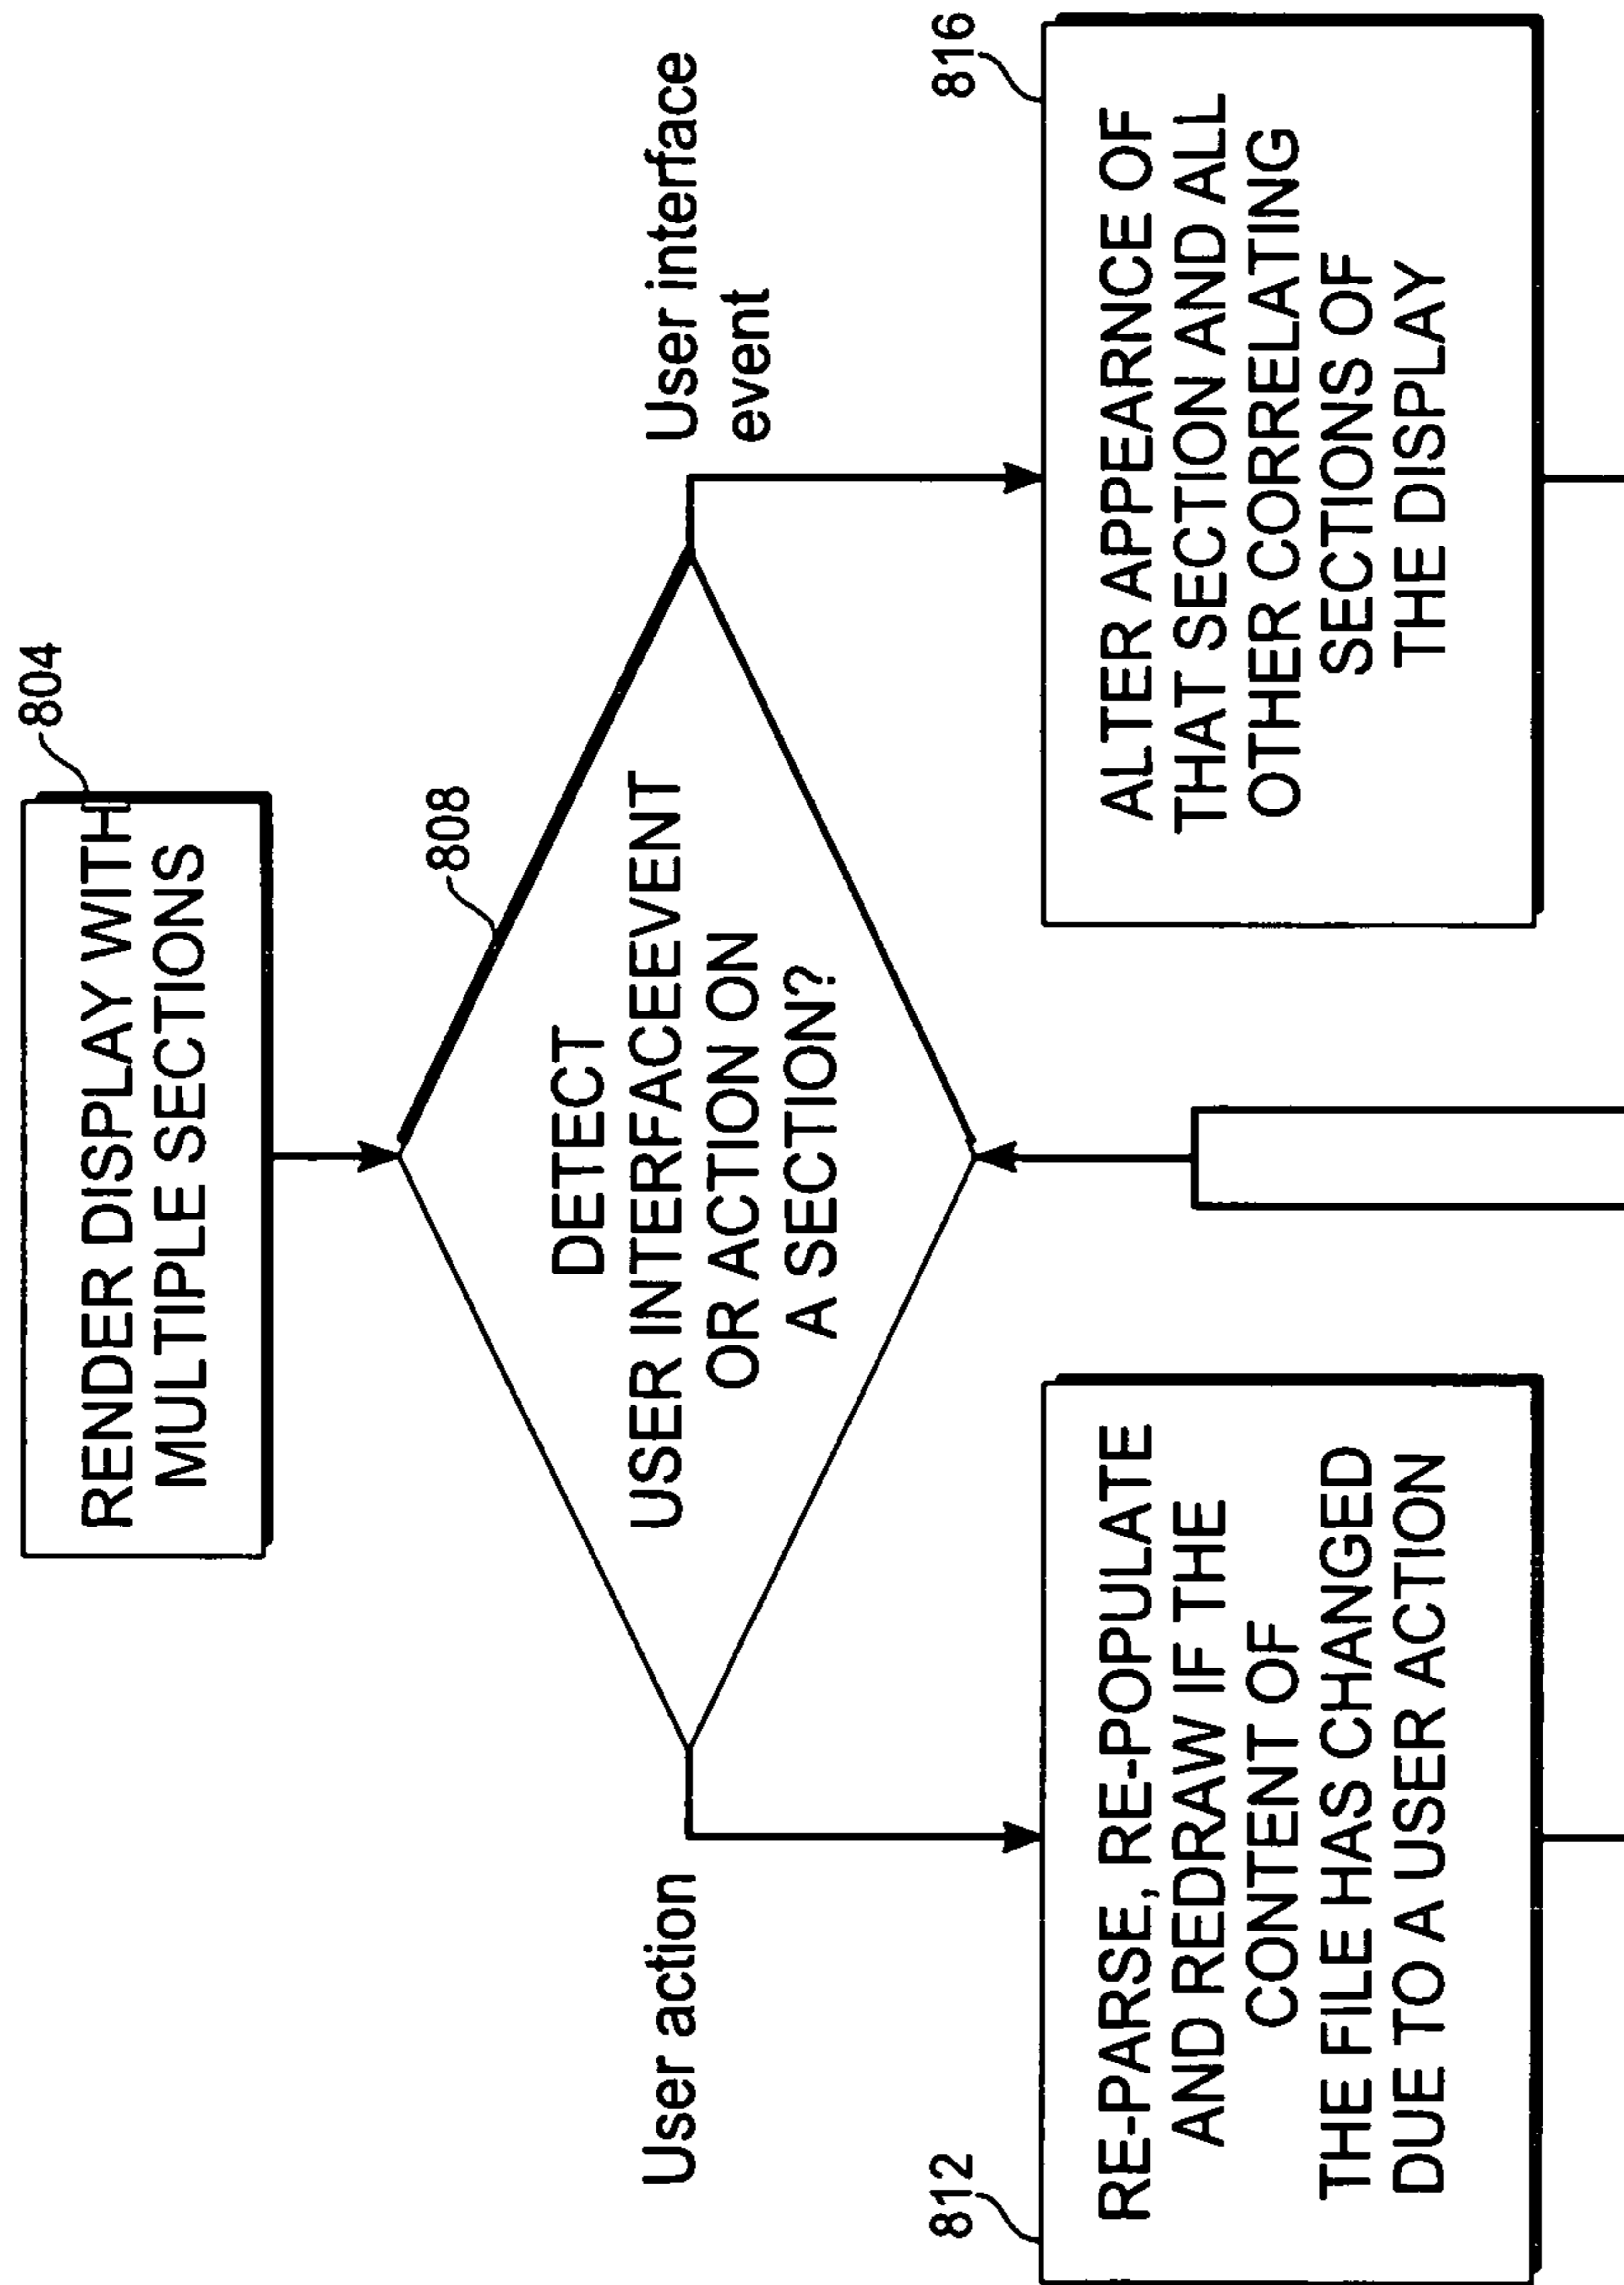 804
RENDER DISPLAY WITH
MULTIPLE SECTIONS
808
DETECT
USER INTERFACEEVENT
OR ACTION ON
A SECTION?
User action
User interface
event
812
RE-PARSE, RE-POPULATE
AND REDRAW IF THE
CONTENT OF
THE FILE HAS CHANGED
DUE TO A USER ACTION
816
ALTER APPEARNCE OF
THAT SECTION AND ALL
OTHER CORRELATING
SECTIONS OF
THE DISPLAY